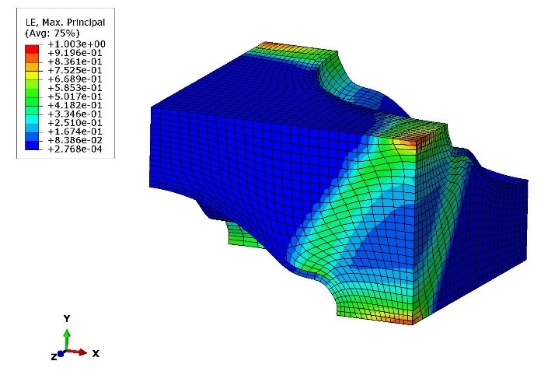 LE, Max. Principal
(Avg: 75%)
+1.003e+00
+9.196e-01
+8.361e-01
+7.525e-01
+6.689e-01
+5.853e-01
+5.017e-01
+4.182e-01
+3.346e-01
+2.510e-01
+1.674e-01
+8.386e-02
+2.768e-04
Y
Z X